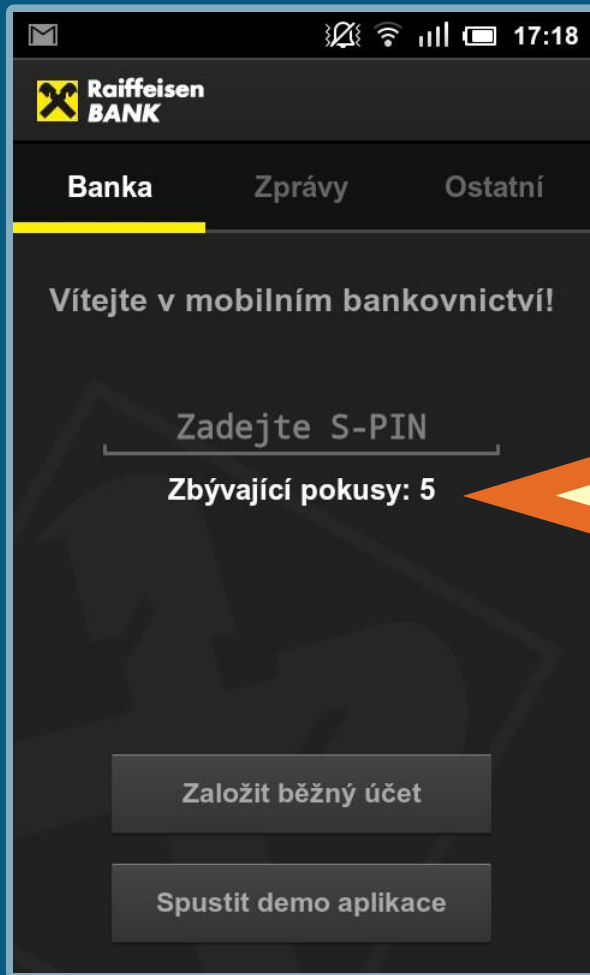 17:18
Raiffeisen
BANK
Banka Zprávy Ostatní
Vítejte v mobilním bankovnictví!
Zadejte S-PIN
Zbývající pokusy: 5
Založit běžný účet
Spustit demo aplikace